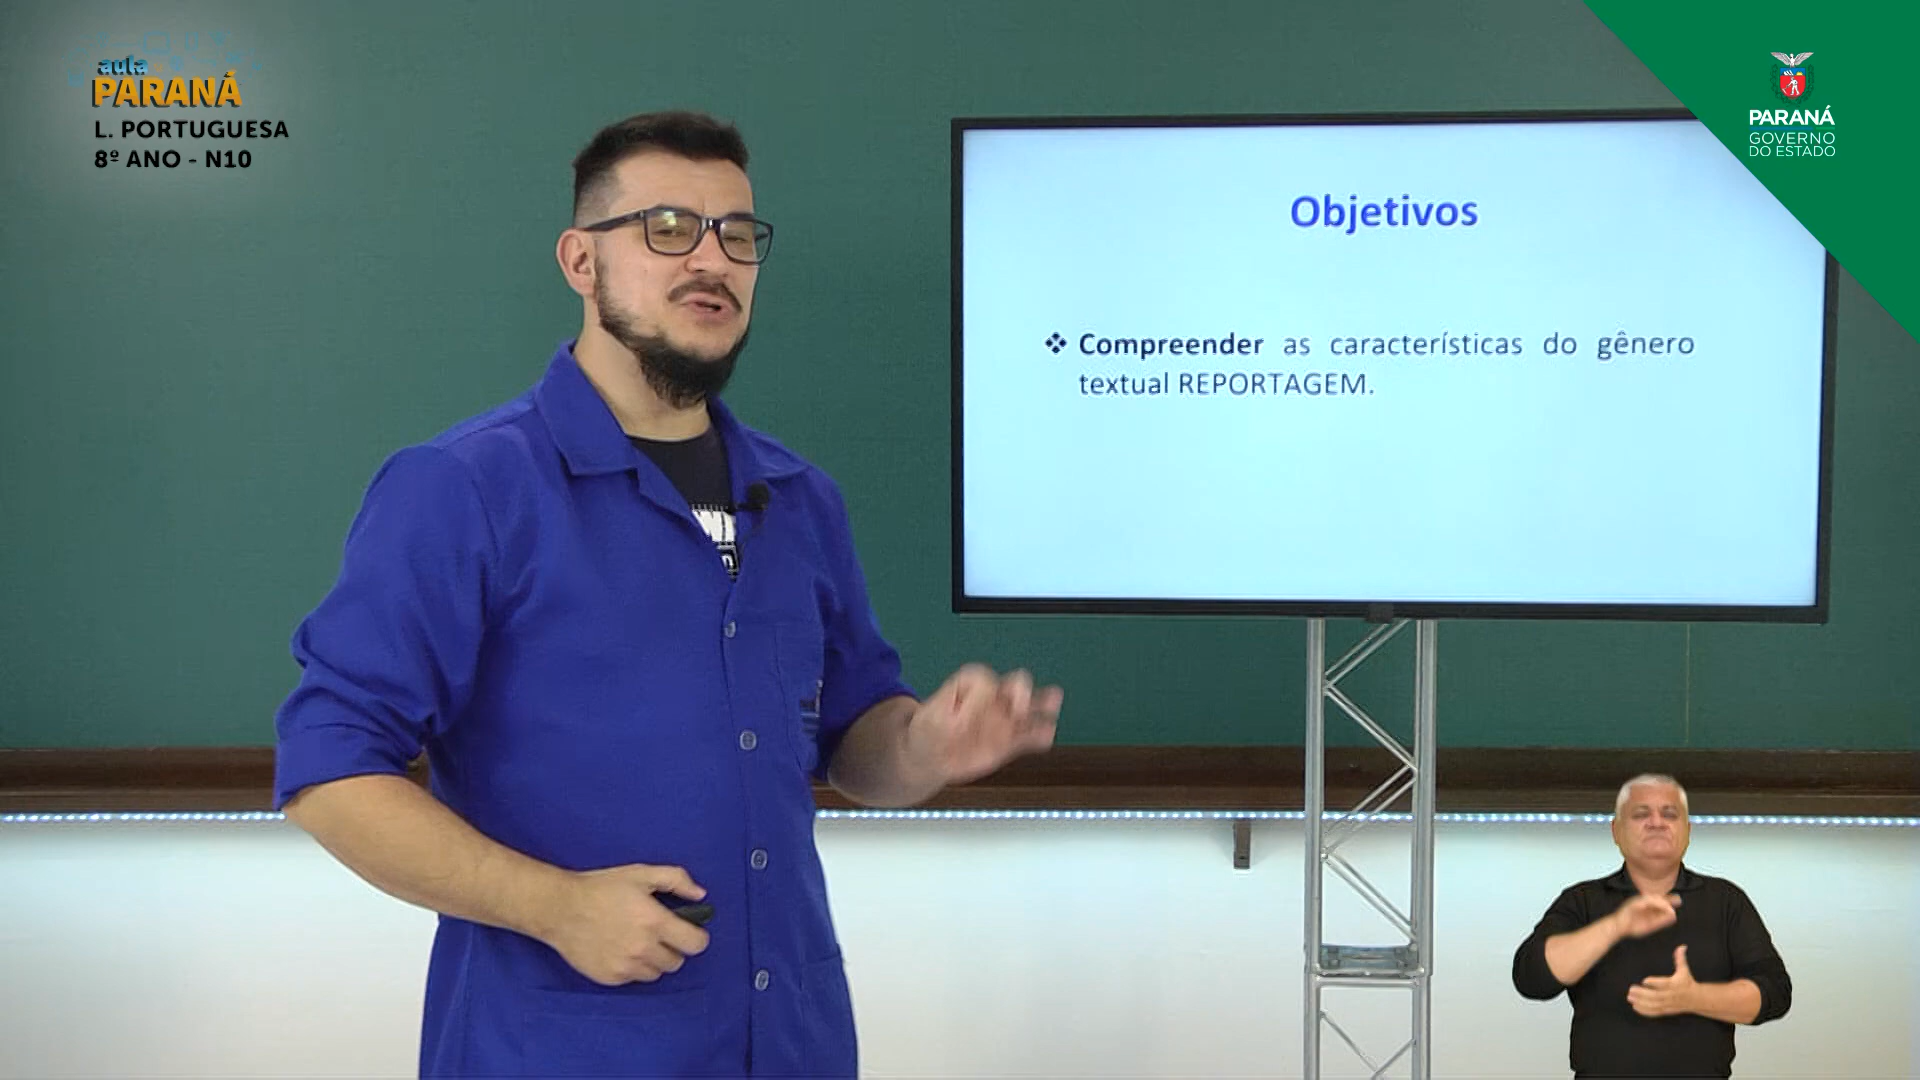 aula
PARANÁ
L. PORTUGUESA
8º ANO - N10
PARANÁ
GOVERNO
DO ESTADO
Objetivos
❖ Compreender as características do gênero
textual REPORTAGEM.